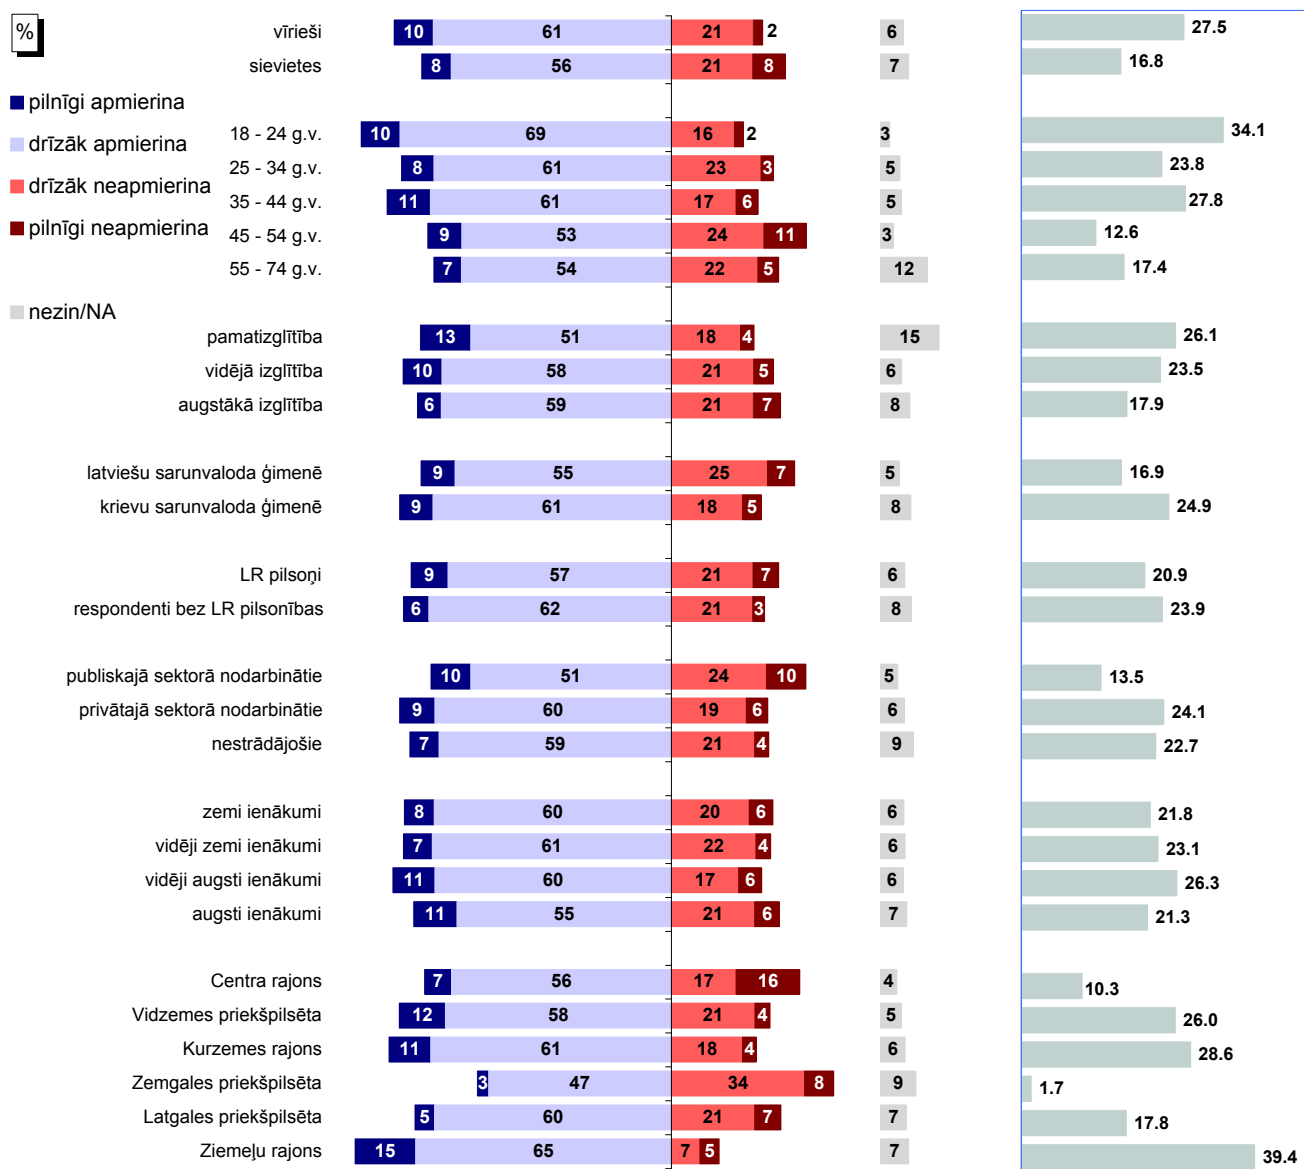 %
pilnīgi apmierina
drīzāk apmierina
drīzāk neapmierina
pilnīgi neapmierina
nezin/NA
vīrieši 10 61 21 2 6 27.5
sievietes 8 56 21 8 7 16.8
18 - 24 g.v. 10 69 16 2 3 34.1
25 - 34 g.v. 8 61 23 3 5 23.8
35 - 44 g.v. 11 61 17 6 5 27.8
45 - 54 g.v. 9 53 24 11 3 12.6
55 - 74 g.v. 7 54 22 5 12 17.4
pamatizglītība 13 51 18 4 15 26.1
vidējā izglītība 10 58 21 5 6 23.5
augstākā izglītība 6 59 21 7 8 17.9
latviešu sarunvaloda ģimenē 9 55 25 7 5 16.9
krievu sarunvaloda ģimenē 9 61 18 5 8 24.9
LR pilsoņi 9 57 21 7 6 20.9
respondenti bez LR pilsonības 6 62 21 3 8 23.9
publiskajā sektorā nodarbinātie 10 51 24 10 5 13.5
privātajā sektorā nodarbinātie 9 60 19 6 6 24.1
nestrādājošie 7 59 21 4 9 22.7
zemi ienākumi 8 60 20 6 6 21.8
vidēji zemi ienākumi 7 61 22 4 6 23.1
vidēji augsti ienākumi 11 60 17 6 6 26.3
augsti ienākumi 11 55 21 6 7 21.3
Centra rajons 7 56 17 16 4 10.3
Vidzemes priekšpilsēta 12 58 21 4 5 26.0
Kurzemes rajons 11 61 18 4 6 28.6
Zemgales priekšpilsēta 3 47 34 8 9 1.7
Latgales priekšpilsēta 5 60 21 7 7 17.8
Ziemeļu rajons 15 65 7 5 7 39.4